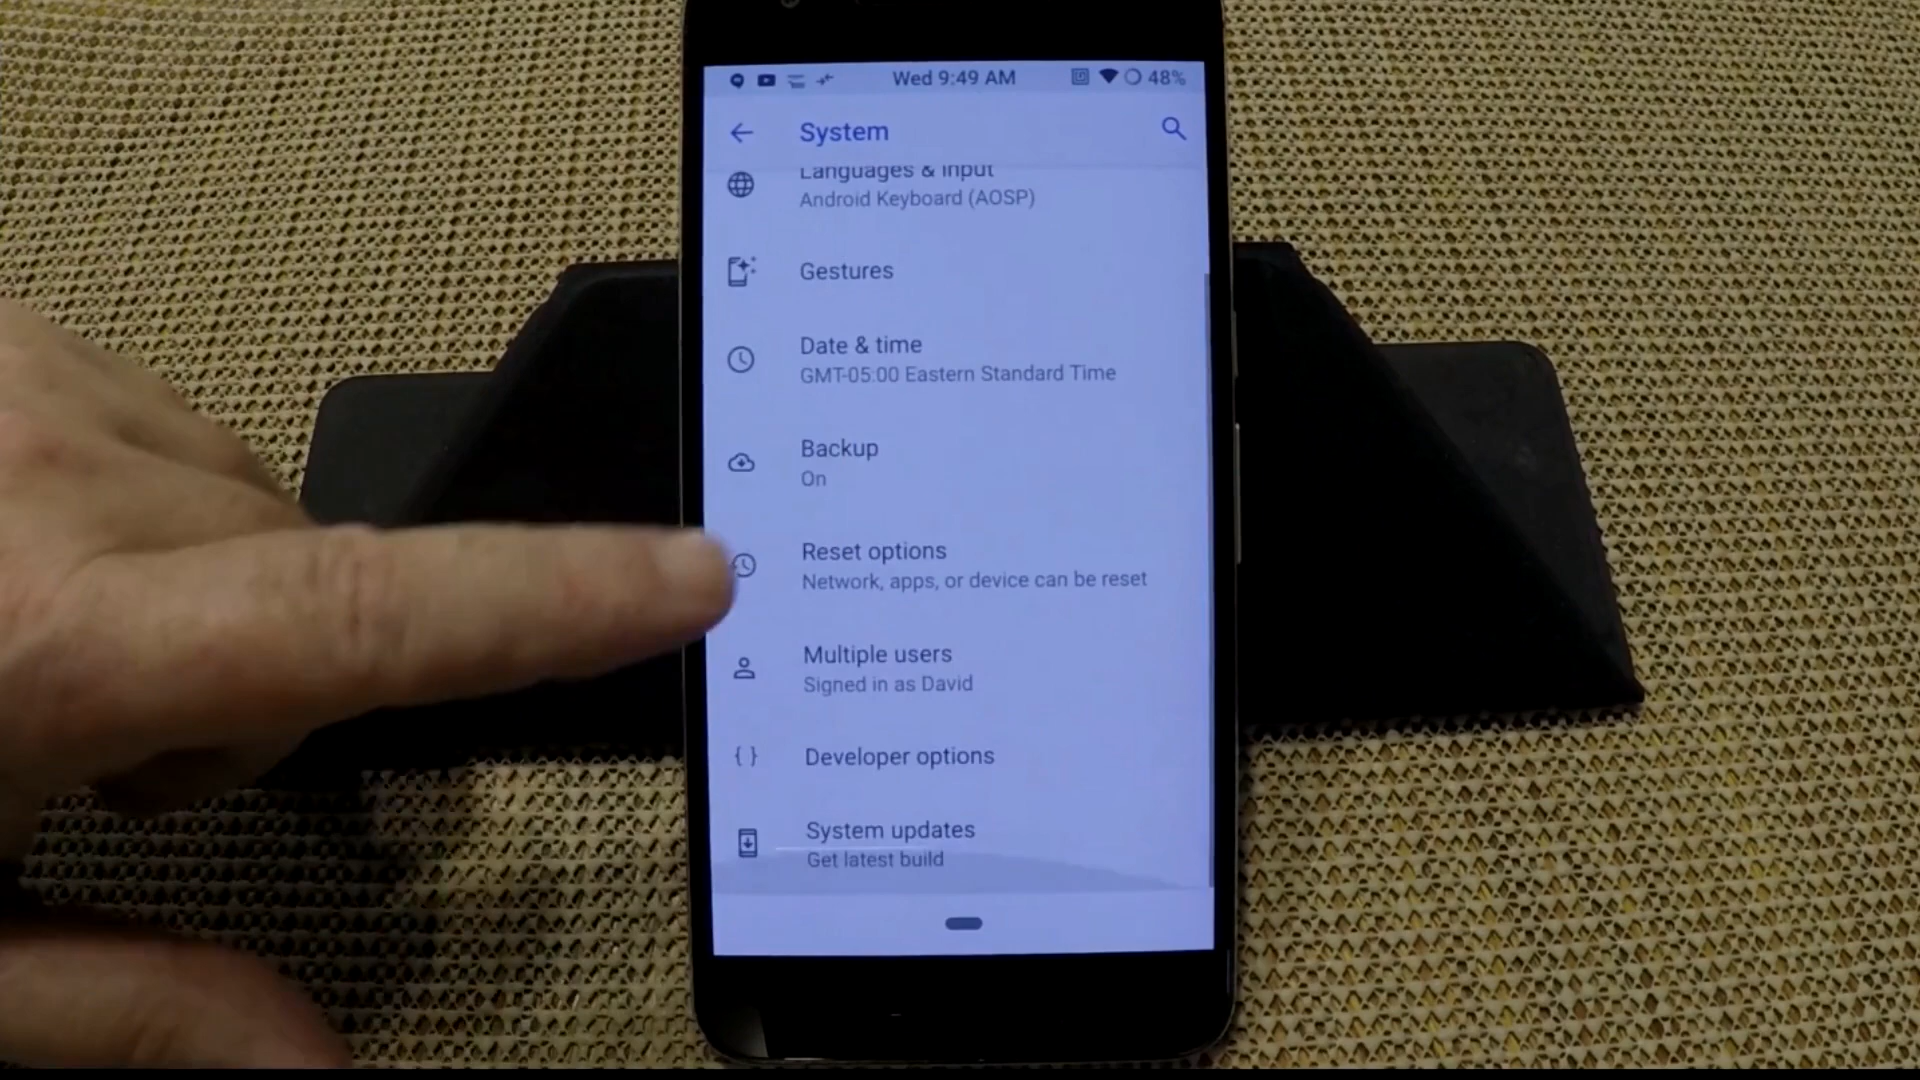 Wed 9:49 AM
48%
System
Languages & input
Android Keyboard (AOSP)
Gestures
Date & time
GMT-05:00 Eastern Standard Time
Backup
On
Reset options
Network, apps, or device can be reset
Multiple users
Signed in as David
{ }
Developer options
System updates
Get latest build